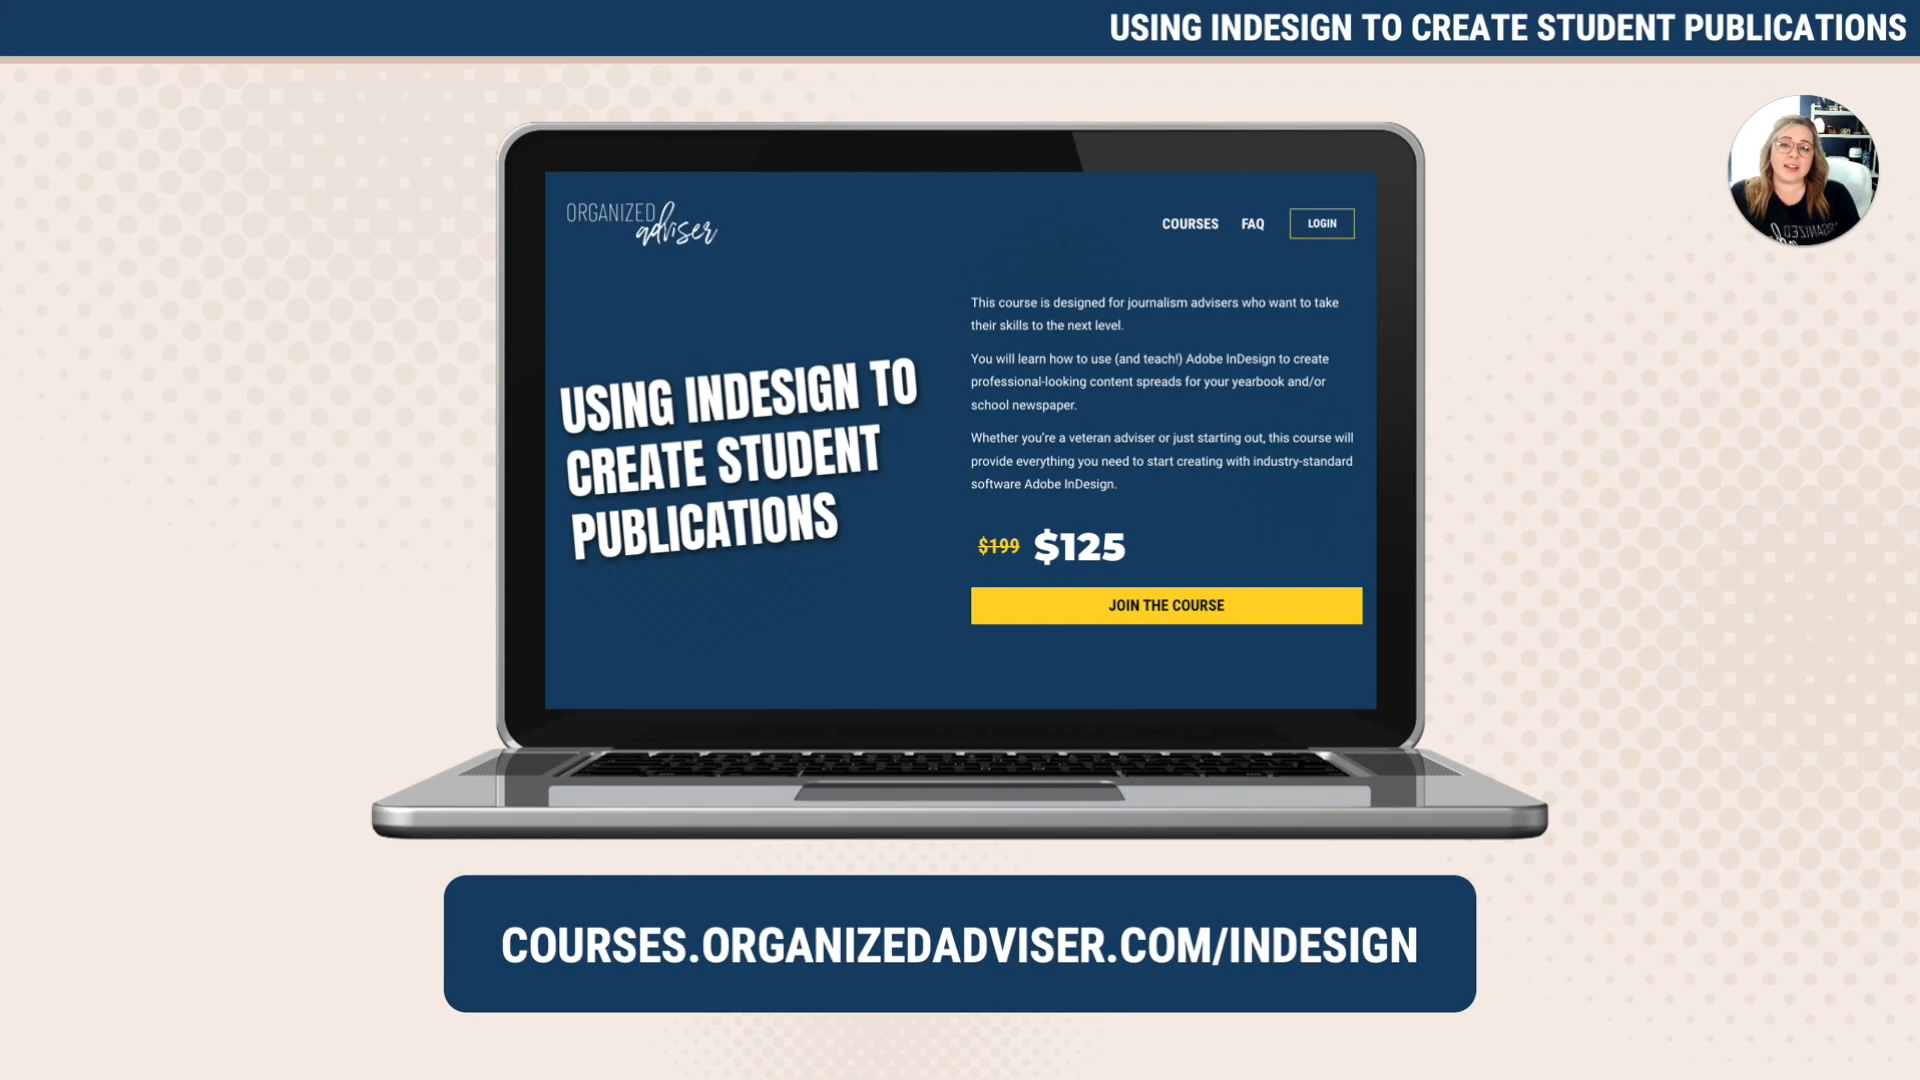 USING INDESIGN TO CREATE STUDENT PUBLICATIONS
ORGANIZED
adviser
COURSES FAQ LOGIN
USING INDESIGN TO
CREATE STUDENT
PUBLICATIONS
This course is designed for journalism advisers who want to take
their skills to the next level.
You will learn how to use (and teach!) Adobe InDesign to create
professional-looking content spreads for your yearbook and/or
school newspaper.
Whether you're a veteran adviser or just starting out, this course will
provide everything you need to start creating with industry-standard
software Adobe InDesign.
$199 $125
JOIN THE COURSE
COURSES.ORGANIZEDADVISER.COM/INDESIGN